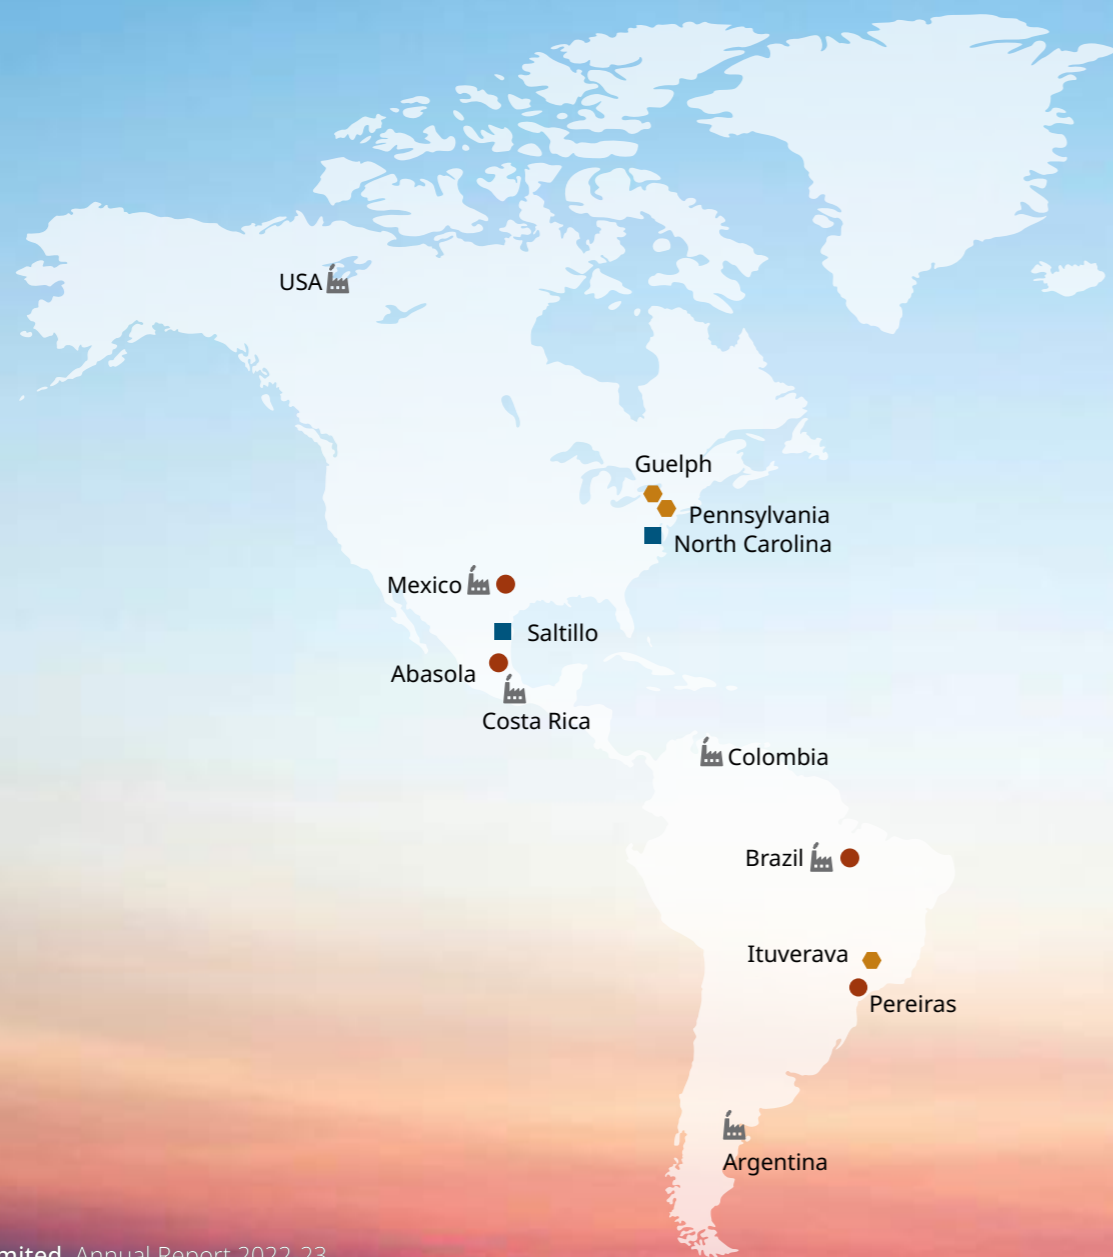 USA
Guelph
Pennsylvania
North Carolina
Mexico
Saltillo
Abasola
Costa Rica
Colombia
Brazil
Ituverava
Pereiras
Argentina
mited Annual Report 2022-23